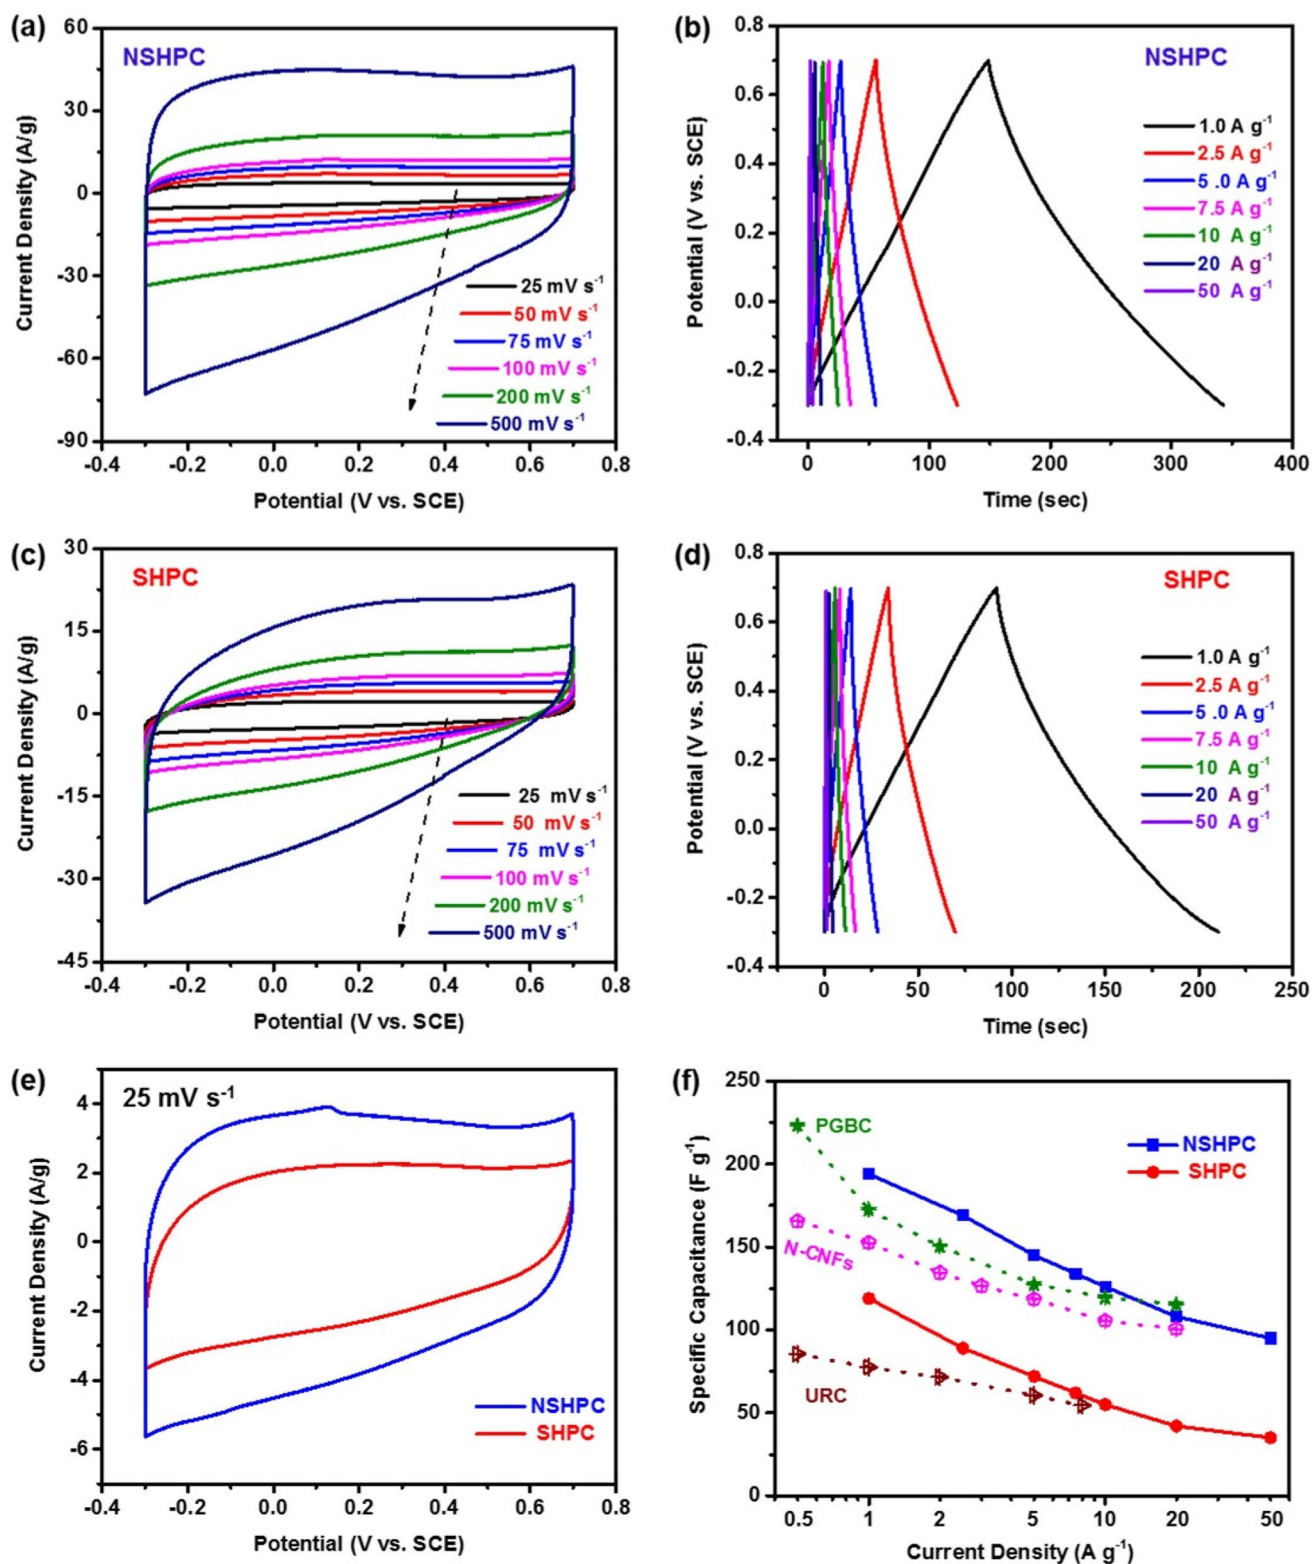 (a)
NSHPC
60
30
0
-30
-60
-90
Current Density (A/g)
25 mV s⁻¹
50 mV s⁻¹
75 mV s⁻¹
100 mV s⁻¹
200 mV s⁻¹
500 mV s⁻¹
-0.4 -0.2 0.0 0.2 0.4 0.6 0.8
Potential (V vs. SCE)
(b)
NSHPC
0.8
0.6
0.4
0.2
0.0
-0.2
-0.4
Potential (V vs. SCE)
1.0 A g⁻¹
2.5 A g⁻¹
5 .0 A g⁻¹
7.5 A g⁻¹
10 A g⁻¹
20 A g⁻¹
50 A g⁻¹
0 100 200 300 400
Time (sec)
(c)
SHPC
30
15
0
-15
-30
-45
Current Density (A/g)
25 mV s⁻¹
50 mV s⁻¹
75 mV s⁻¹
100 mV s⁻¹
200 mV s⁻¹
500 mV s⁻¹
-0.4 -0.2 0.0 0.2 0.4 0.6 0.8
Potential (V vs. SCE)
(d)
SHPC
0.8
0.6
0.4
0.2
0.0
-0.2
-0.4
Potential (V vs. SCE)
1.0 A g⁻¹
2.5 A g⁻¹
5 .0 A g⁻¹
7.5 A g⁻¹
10 A g⁻¹
20 A g⁻¹
50 A g⁻¹
0 50 100 150 200 250
Time (sec)
(e)
25 mV s⁻¹
4
2
0
-2
-4
-6
Current Density (A/g)
NSHPC
SHPC
-0.4 -0.2 0.0 0.2 0.4 0.6 0.8
Potential (V vs. SCE)
(f)
250
200
150
100
50
0
Specific Capacitance (F g⁻¹)
PGBC
N-CNFs
URC
NSHPC
SHPC
0.5 1 2 5 10 20 50
Current Density (A g⁻¹)